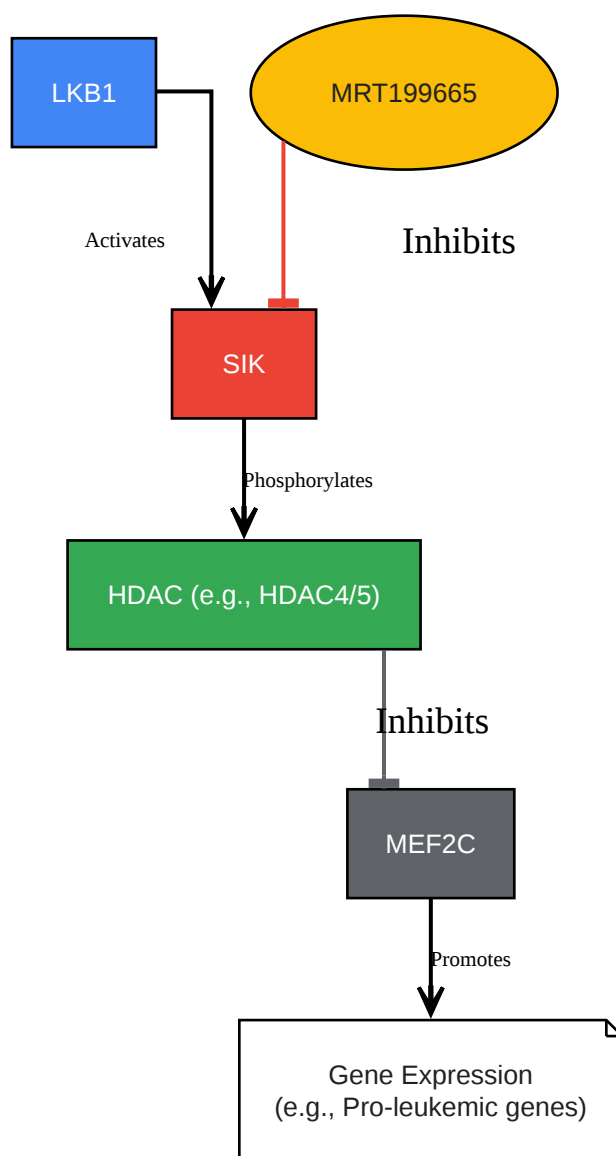 LKB1
MRT199665
Activates
Inhibits
SIK
Phosphorylates
HDAC (e.g., HDAC4/5)
Inhibits
MEF2C
Promotes
Gene Expression
(e.g., Pro-leukemic genes)